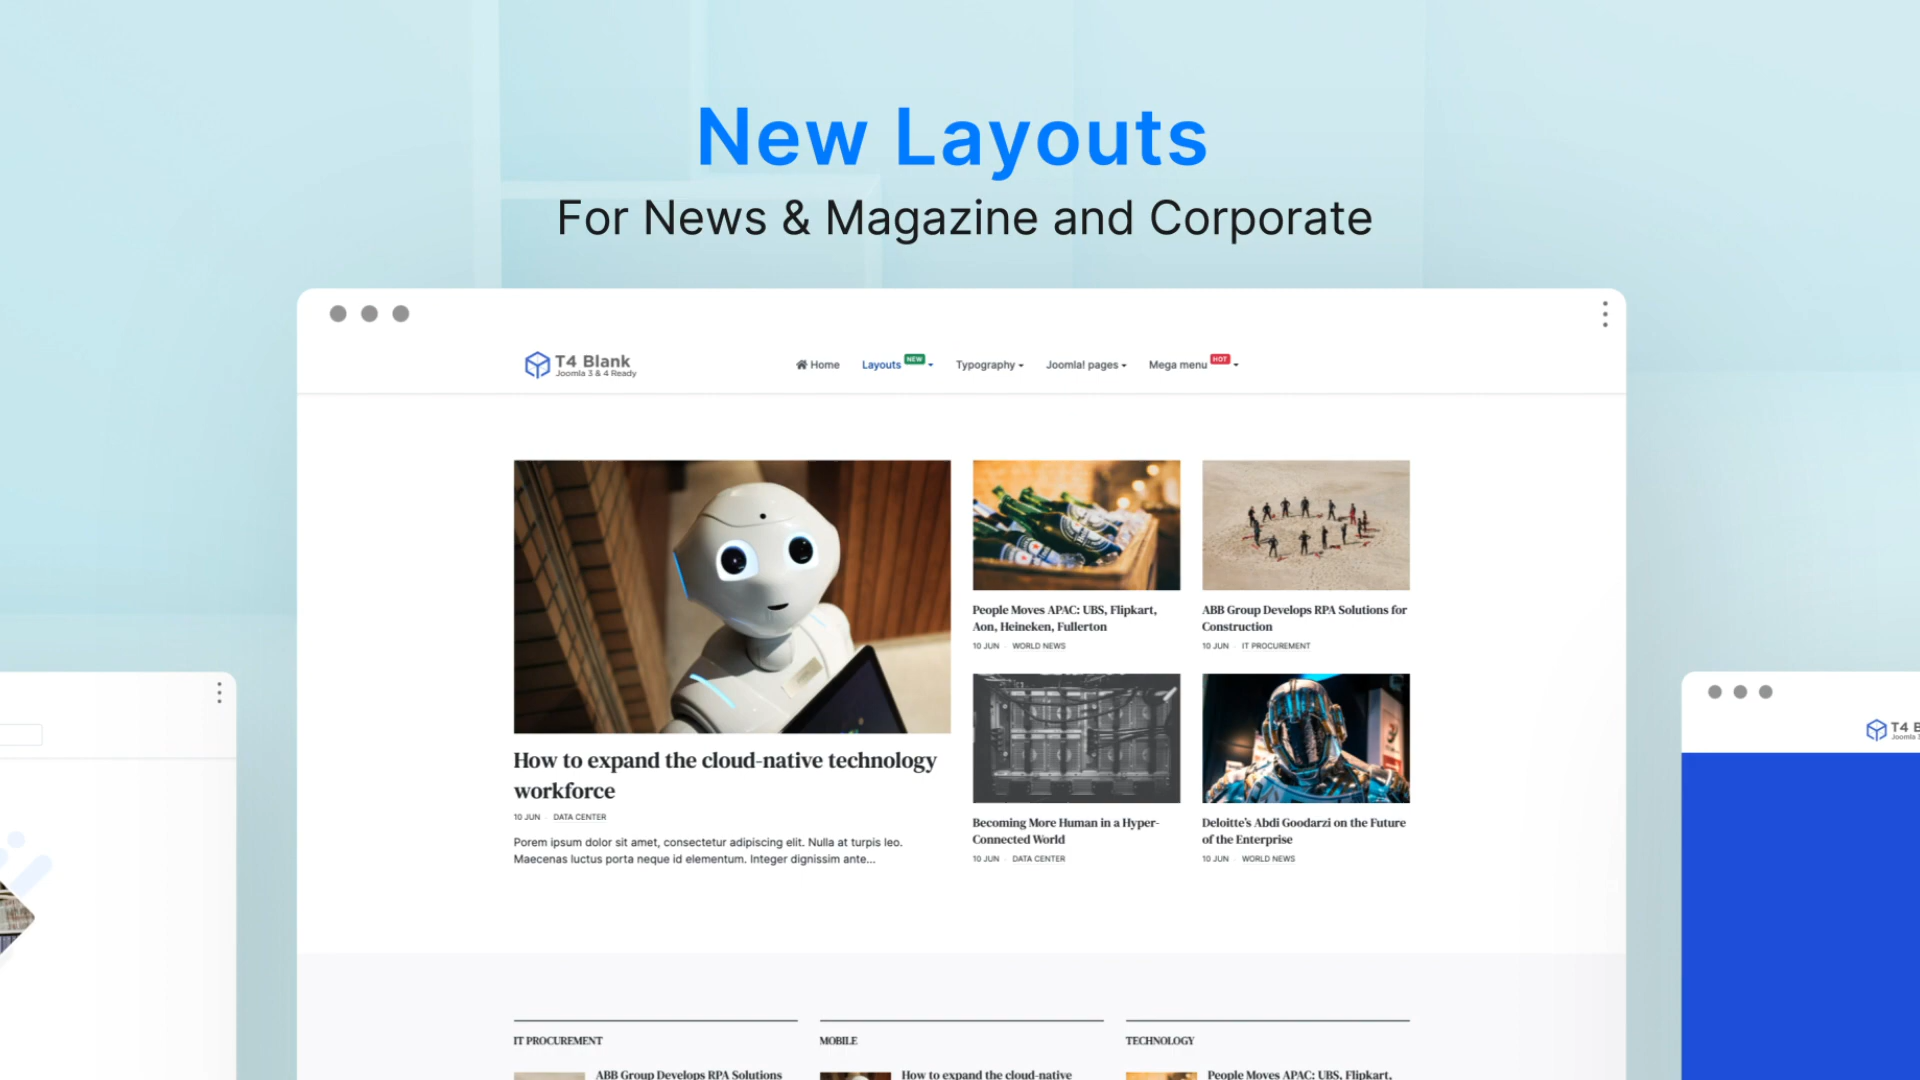 New Layouts
For News & Magazine and Corporate
T4 Blank
Joomla 3 & 4 Ready
Home
Layouts NEW
Typography
Joomla! pages
Mega menu HOT
How to expand the cloud-native technology
workforce
10 JUN · DATA CENTER
Porem ipsum dolor sit amet, consectetur adipiscing elit. Nulla at turpis leo.
Maecenas luctus porta neque id elementum. Integer dignissim ante...
People Moves APAC: UBS, Flipkart,
Aon, Heineken, Fullerton
10 JUN · WORLD NEWS
ABB Group Develops RPA Solutions for
Construction
10 JUN · IT PROCUREMENT
Becoming More Human in a Hyper-
Connected World
10 JUN · DATA CENTER
Deloitte's Abdi Goodarzi on the Future
of the Enterprise
10 JUN · WORLD NEWS
T4 B
Joomla 3
IT PROCUREMENT
ABB Group Develops RPA Solutions
MOBILE
How to expand the cloud-native
TECHNOLOGY
People Moves APAC: UBS, Flipkart,